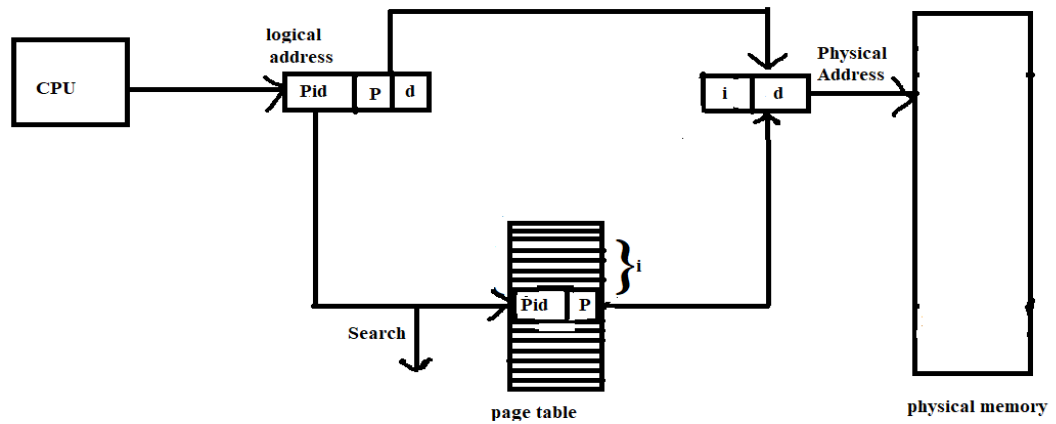 logical
address
CPU
Pid P d
i d
Physical
Address
i
Pid P
Search
page table
physical memory